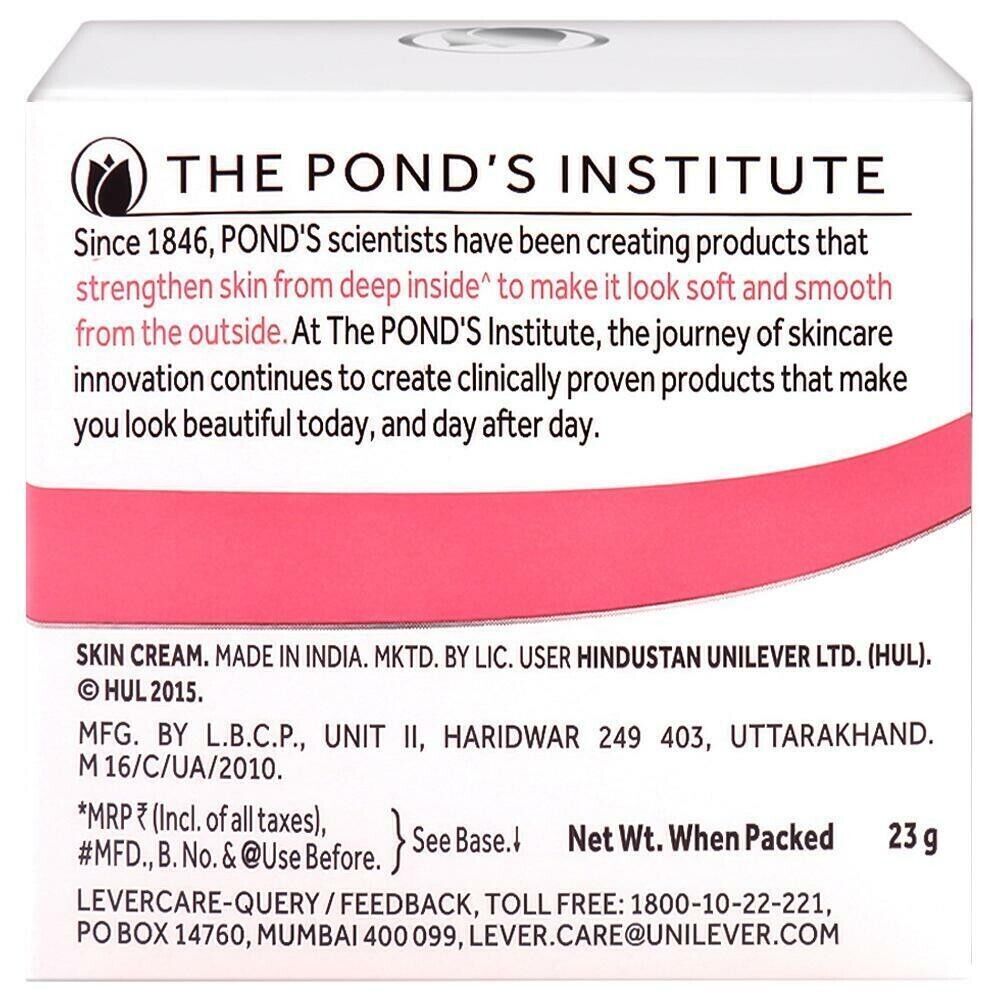 THE POND'S INSTITUTE
Since 1846, POND'S scientists have been creating products that
strengthen skin from deep inside^ to make it look soft and smooth
from the outside. At The POND'S Institute, the journey of skincare
innovation continues to create clinically proven products that make
you look beautiful today, and day after day.
SKIN CREAM. MADE IN INDIA. MKTD. BY LIC. USER HINDUSTAN UNILEVER LTD. (HUL).
© HUL 2015.
MFG. BY L.B.C.P., UNIT II, HARIDWAR 249 403, UTTARAKHAND.
M 16/C/UA/2010.
*MRP ₹ (Incl. of all taxes),
#MFD., B. No. & @Use Before. } See Base.↓ Net Wt. When Packed 23 g
LEVERCARE-QUERY / FEEDBACK, TOLL FREE: 1800-10-22-221,
PO BOX 14760, MUMBAI 400 099, LEVER.CARE@UNILEVER.COM